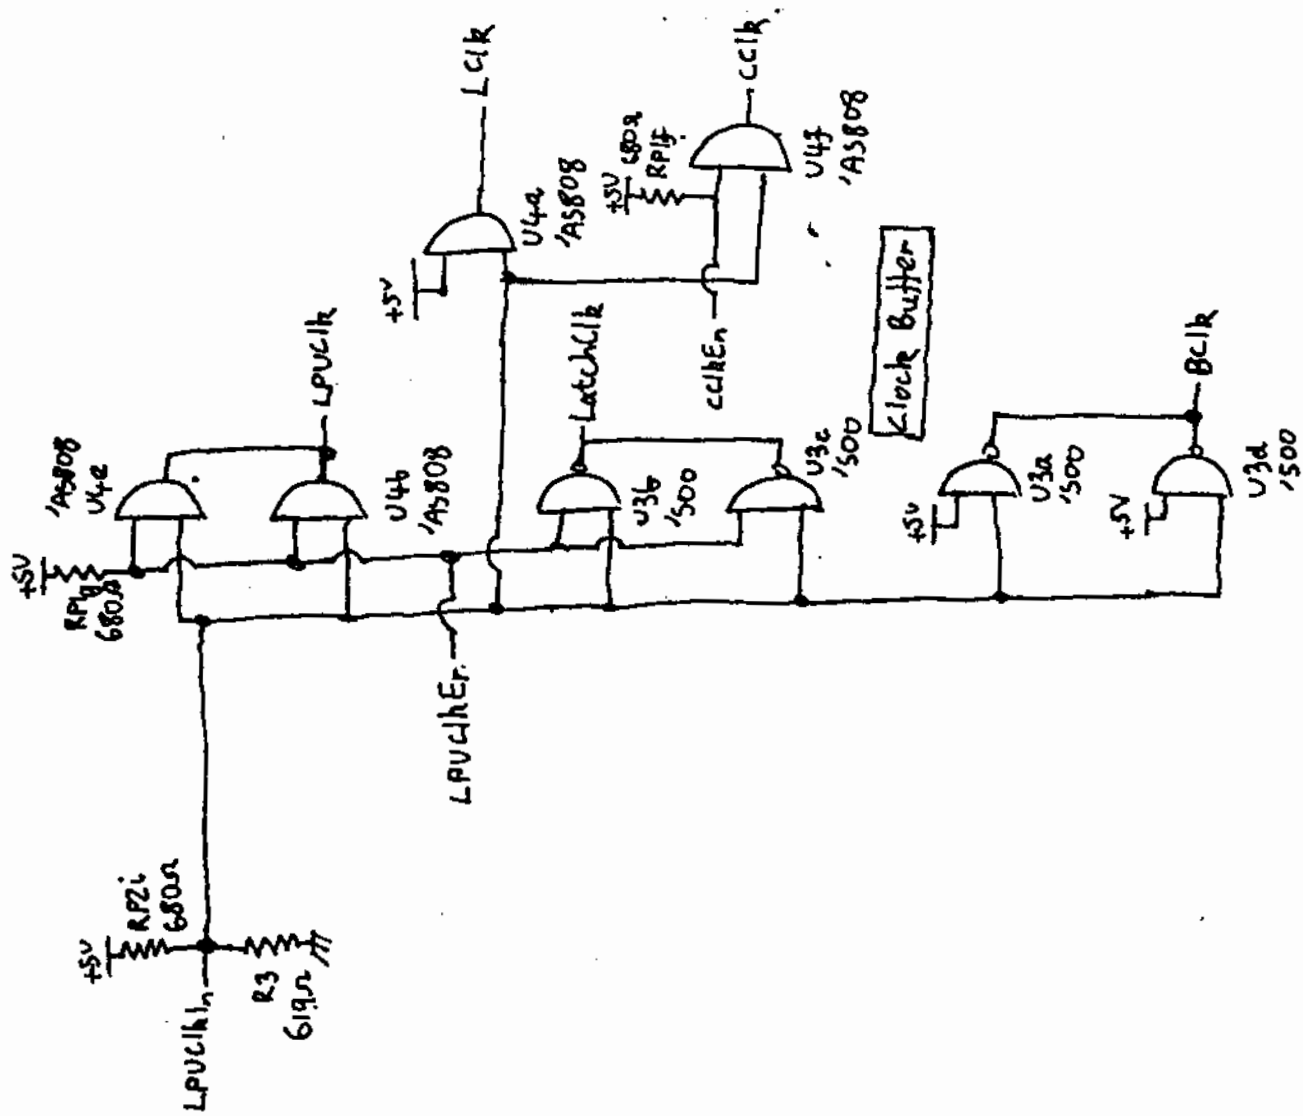 LPUClkIn
+5V
RP2i
680Ω
R3
619Ω
+5V
RP1g
680Ω
LPUClkEn
'AS808
U4e
U4b
'AS808
LPUClk
+5V
U4a
'AS808
LClk
U3b
'S00
LatchClk
U3c
'S00
CClkEn
+5V
680Ω
RP1f
U4f
'AS808
CClk
Clock Buffer
+5V
U3a
'S00
+5V
U3d
'S00
BClk